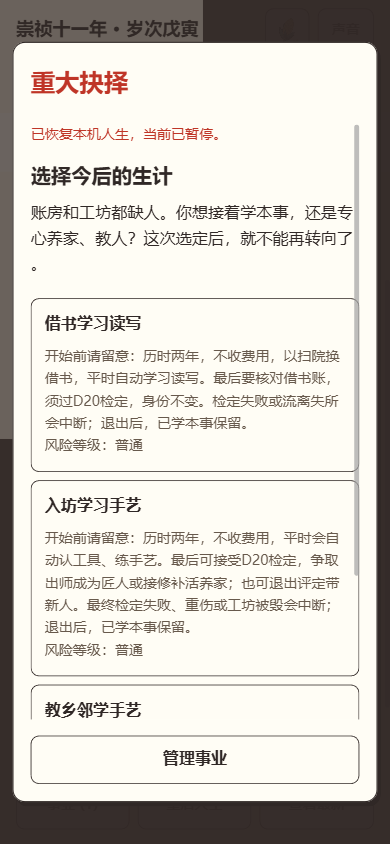 崇祯十一年·岁次戊寅
重大抉择
已恢复本机人生，当前已暂停。
选择今后的生计
账房和工坊都缺人。你想接着学本事，还是专
心养家、教人？这次选定后，就不能再转向了
。
借书学习读写
开始前请留意：历时两年，不收费用，以扫院换
借书，平时自动学习读写。最后要核对借书账，
须过D20检定，身份不变。检定失败或流离失所
会中断；退出后，已学本事保留。
风险等级：普通
入坊学习手艺
开始前请留意：历时两年，不收费用，平时会自
动认工具、练手艺。最后可接受D20检定，争取
出师成为匠人或接修补活养家；也可退出评定带
新人。最终检定失败、重伤或工坊被毁会中断；
退出后，已学本事保留。
风险等级：普通
教乡邻学手艺
管理事业